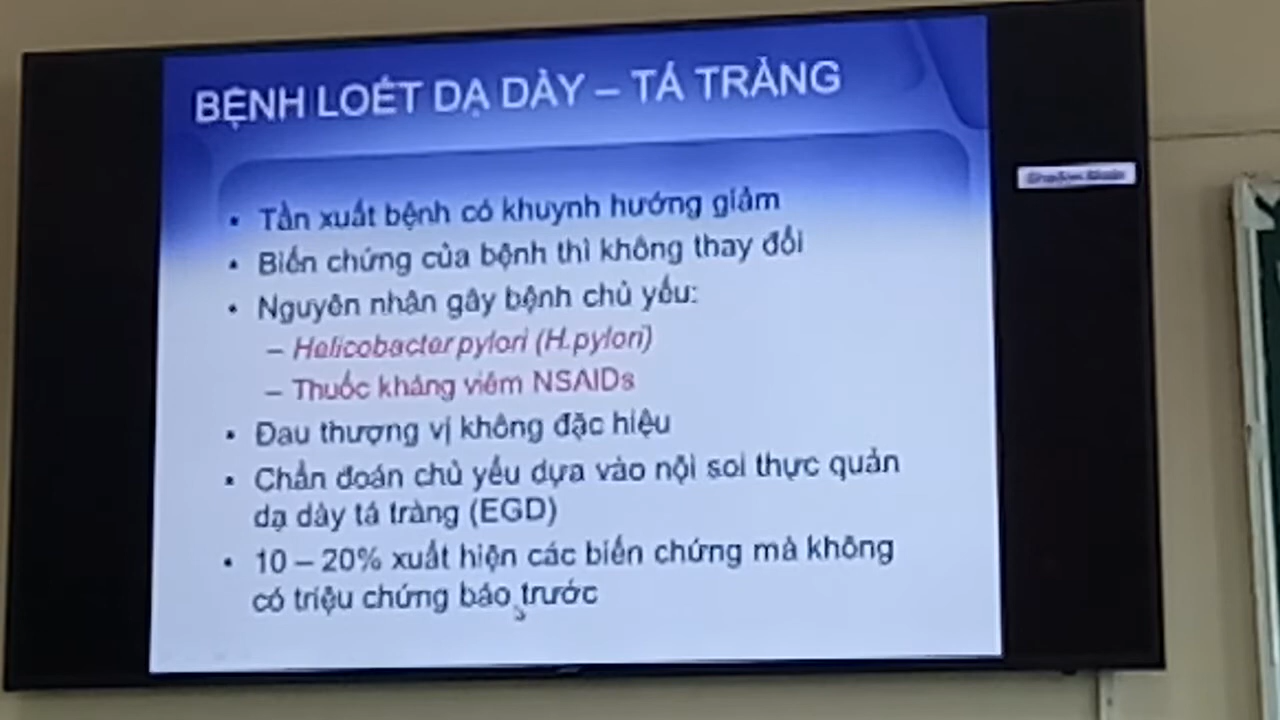 BỆNH LOÉT DẠ DÀY – TÁ TRÀNG
• Tần xuất bệnh có khuynh hướng giảm
• Biến chứng của bệnh thì không thay đổi
• Nguyên nhân gây bệnh chủ yếu:
– Helicobacter pylori (H.pylori)
– Thuốc kháng viêm NSAIDs
• Đau thượng vị không đặc hiệu
• Chẩn đoán chủ yếu dựa vào nội soi thực quản
dạ dày tá tràng (EGD)
• 10 – 20% xuất hiện các biến chứng mà không
có triệu chứng báo trước